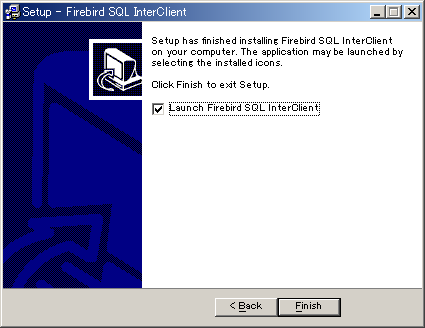 Setup - Firebird SQL InterClient
Setup has finished installing Firebird SQL InterClient
on your computer. The application may be launched by
selecting the installed icons.
Click Finish to exit Setup.
Launch Firebird SQL InterClient
< Back
Finish